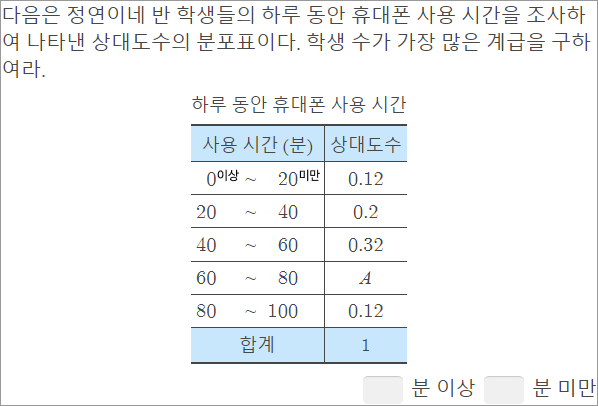 다음은 정연이네 반 학생들의 하루 동안 휴대폰 사용 시간을 조사하
여 나타낸 상대도수의 분포표이다. 학생 수가 가장 많은 계급을 구하
여라.
하루 동안 휴대폰 사용 시간
사용 시간 (분) 상대도수
0이상 ~ 20미만 0.12
20 ~ 40 0.2
40 ~ 60 0.32
60 ~ 80 A
80 ~ 100 0.12
합계 1
분 이상 분 미만